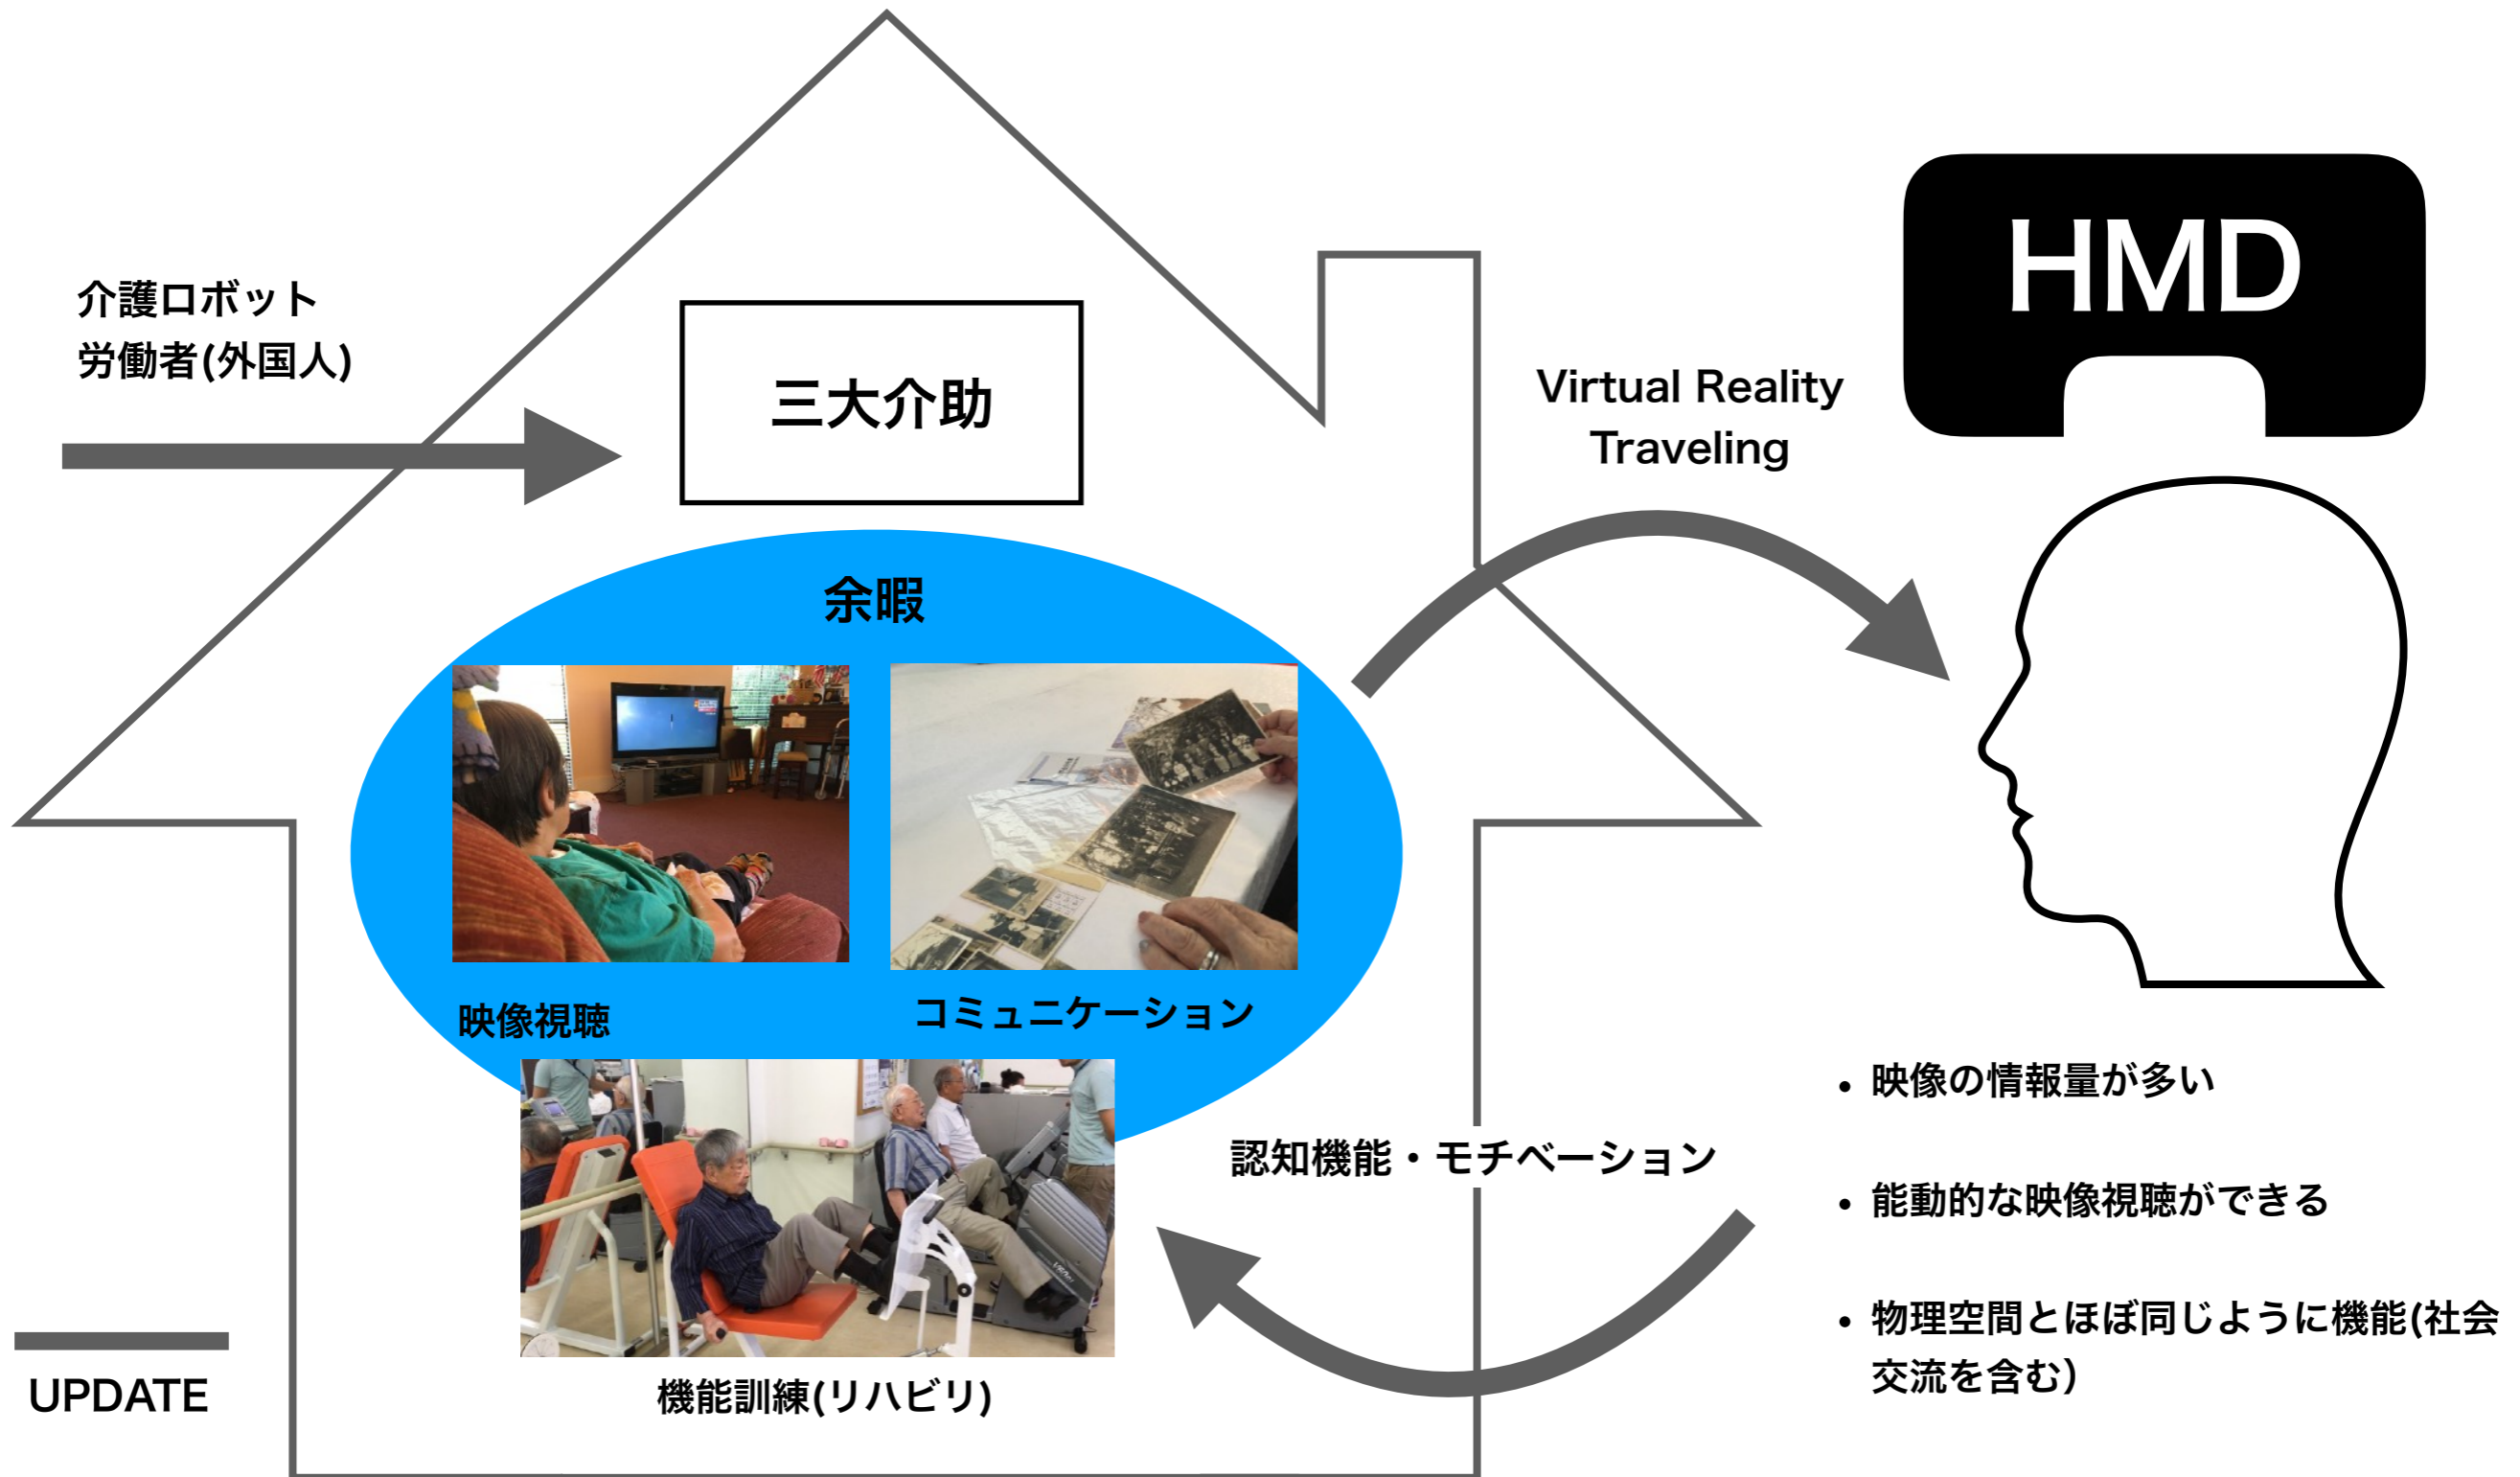 介護ロボット
労働者(外国人)
三大介助
余暇
映像視聴
コミュニケーション
機能訓練(リハビリ)
UPDATE
Virtual Reality
Traveling
HMD
認知機能・モチベーション
• 映像の情報量が多い
• 能動的な映像視聴ができる
• 物理空間とほぼ同じように機能(社会
交流を含む）